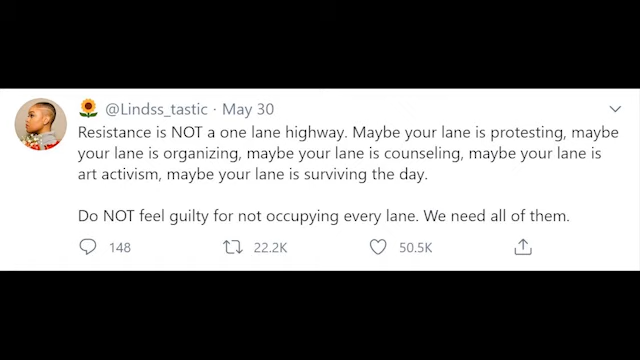 🌻 @Lindss_tastic · May 30
Resistance is NOT a one lane highway. Maybe your lane is protesting, maybe
your lane is organizing, maybe your lane is counseling, maybe your lane is
art activism, maybe your lane is surviving the day.
Do NOT feel guilty for not occupying every lane. We need all of them.
148 22.2K 50.5K